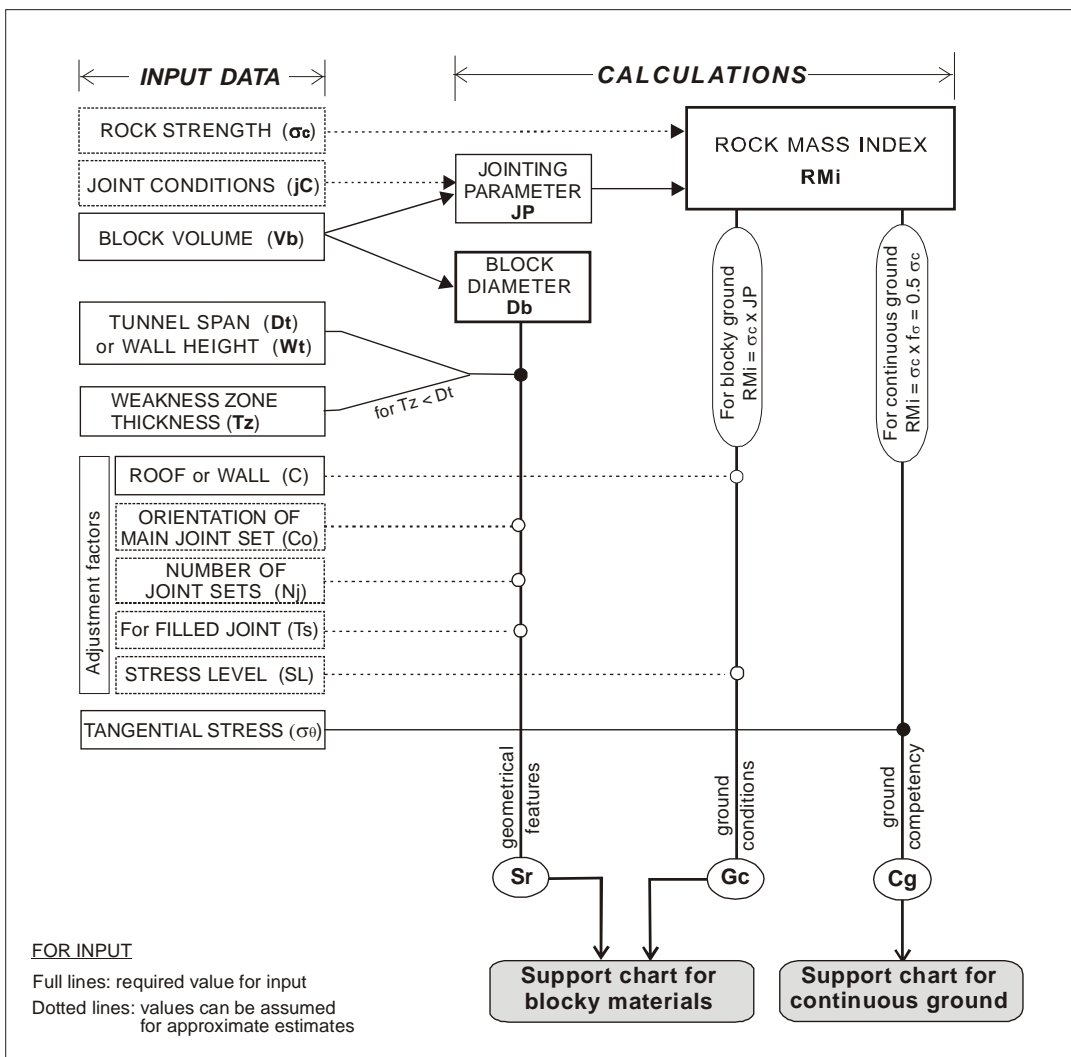 INPUT DATA
CALCULATIONS
ROCK STRENGTH (σc)
JOINT CONDITIONS (jC)
BLOCK VOLUME (Vb)
JOINTING
PARAMETER
JP
ROCK MASS INDEX
RMi
BLOCK
DIAMETER
Db
TUNNEL SPAN (Dt)
or WALL HEIGHT (Wt)
WEAKNESS ZONE
THICKNESS (Tz)
for Tz < Dt
For blocky ground
RMi = σc x JP
For continuous ground
RMi = σc x fσ = 0.5 σc
Adjustment factors
ROOF or WALL (C)
ORIENTATION OF
MAIN JOINT SET (Co)
NUMBER OF
JOINT SETS (Nj)
For FILLED JOINT (Ts)
STRESS LEVEL (SL)
TANGENTIAL STRESS (σθ)
geometrical
features
ground
conditions
ground
competency
Sr
Gc
Cg
FOR INPUT
Full lines: required value for input
Dotted lines: values can be assumed
for approximate estimates
Support chart for
blocky materials
Support chart for
continuous ground